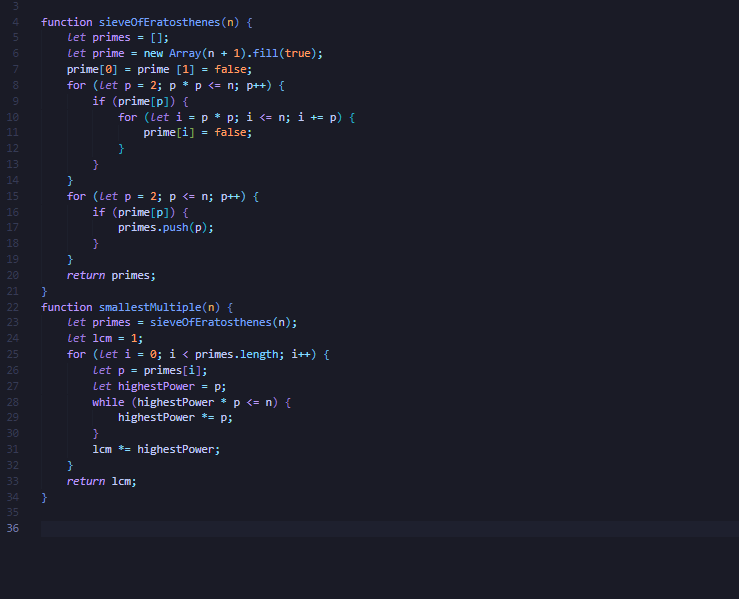 3
4 function sieveOfEratosthenes(n) {
5     let primes = [];
6     let prime = new Array(n + 1).fill(true);
7     prime[0] = prime [1] = false;
8     for (let p = 2; p * p <= n; p++) {
9         if (prime[p]) {
10             for (let i = p * p; i <= n; i += p) {
11                 prime[i] = false;
12             }
13         }
14     }
15     for (let p = 2; p <= n; p++) {
16         if (prime[p]) {
17             primes.push(p);
18         }
19     }
20     return primes;
21 }
22 function smallestMultiple(n) {
23     let primes = sieveOfEratosthenes(n);
24     let lcm = 1;
25     for (let i = 0; i < primes.length; i++) {
26         let p = primes[i];
27         let highestPower = p;
28         while (highestPower * p <= n) {
29             highestPower *= p;
30         }
31         lcm *= highestPower;
32     }
33     return lcm;
34 }
35
36